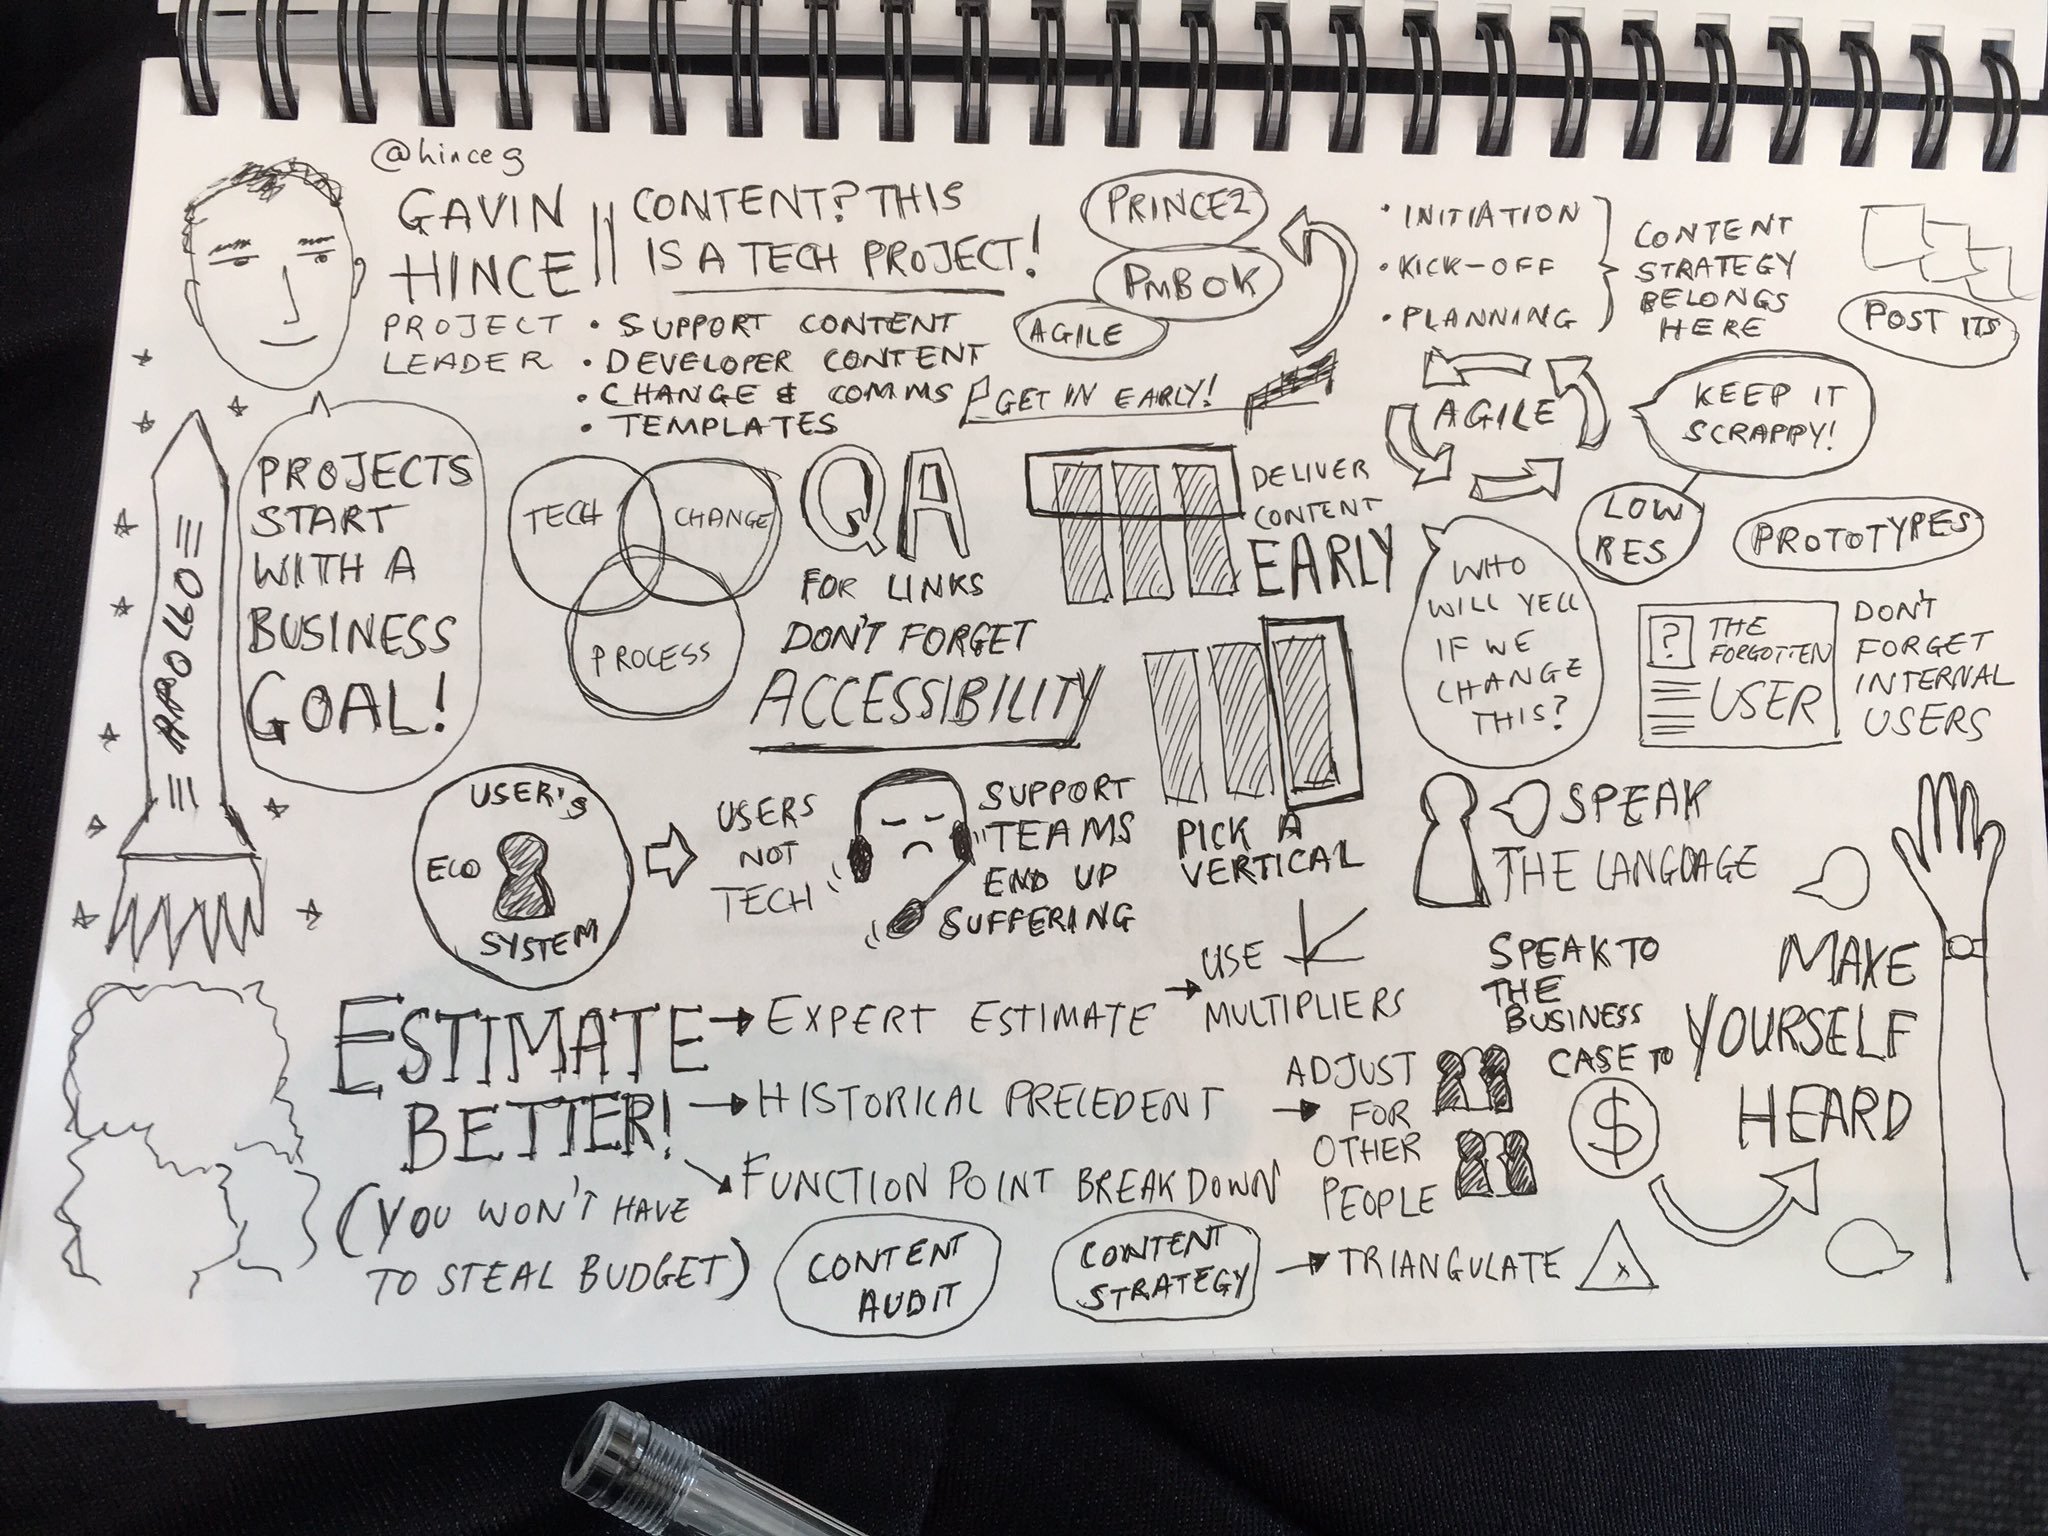 @hinceg
GAVIN
HINCE
PROJECT
LEADER
CONTENT? THIS
IS A TECH PROJECT!
• SUPPORT CONTENT
• DEVELOPER CONTENT
• CHANGE & COMMS
• TEMPLATES
GET IN EARLY!
PRINCE2
PMBOK
AGILE
• INITIATION
• KICK-OFF
• PLANNING
CONTENT
STRATEGY
BELONGS
HERE
POST ITS
AGILE
KEEP IT
SCRAPPY!
LOW
RES
PROTOTYPES
APOLLO
PROJECTS
START
WITH A
BUSINESS
GOAL!
TECH
CHANGE
PROCESS
QA
FOR LINKS
DON'T FORGET
ACCESSIBILITY
DELIVER
CONTENT
EARLY
WHO
WILL YELL
IF WE
CHANGE
THIS?
?
THE
FORGOTTEN
USER
DON'T
FORGET
INTERNAL
USERS
USER'S
ECO
SYSTEM
USERS
NOT
TECH
SUPPORT
TEAMS
END UP
SUFFERING
PICK A
VERTICAL
SPEAK
THE LANGUAGE
ESTIMATE
BETTER!
(YOU WON'T HAVE
TO STEAL BUDGET)
EXPERT ESTIMATE
USE
MULTIPLIERS
HISTORICAL PRECEDENT
ADJUST
FOR
OTHER
PEOPLE
FUNCTION POINT BREAKDOWN
CONTENT
AUDIT
CONTENT
STRATEGY
TRIANGULATE
x
SPEAK TO
THE
BUSINESS
CASE TO
$
MAKE
YOURSELF
HEARD